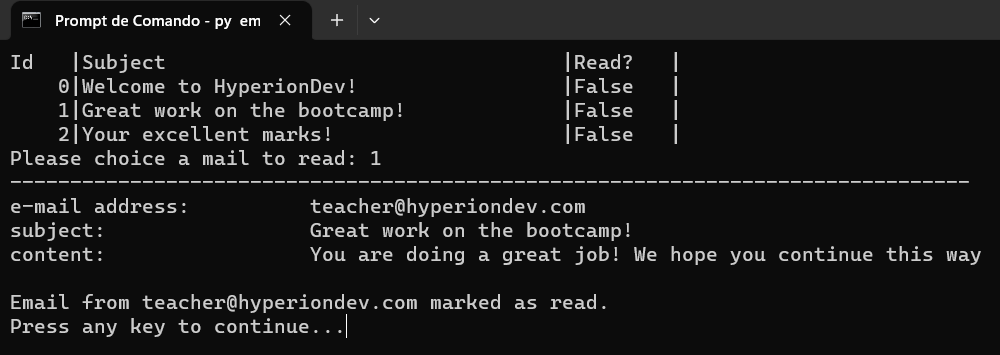 Prompt de Comando - py em
Id   |Subject                                 |Read?   |
    0|Welcome to HyperionDev!                 |False   |
    1|Great work on the bootcamp!             |False   |
    2|Your excellent marks!                   |False   |
Please choice a mail to read: 1
--------------------------------------------------------------------------------
e-mail address:          teacher@hyperiondev.com
subject:                 Great work on the bootcamp!
content:                 You are doing a great job! We hope you continue this way
Email from teacher@hyperiondev.com marked as read.
Press any key to continue...